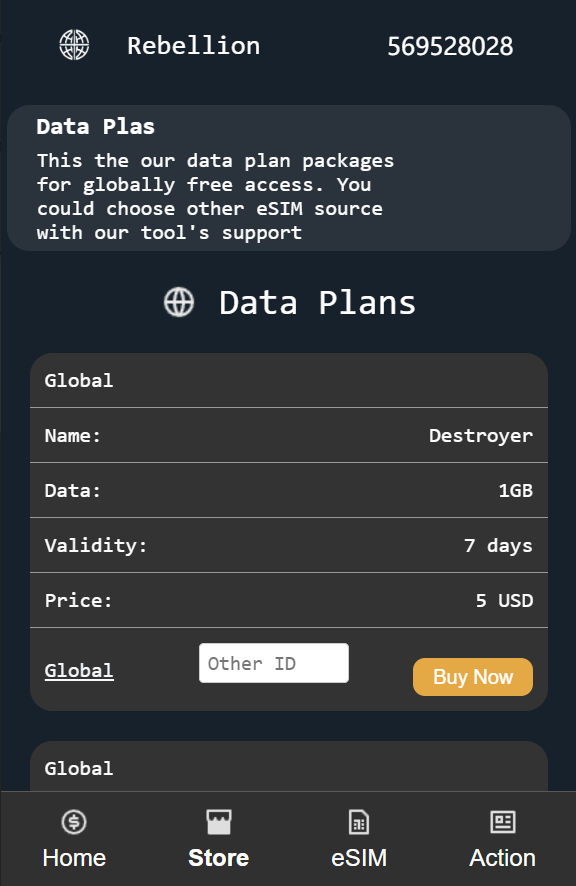 Rebellion 569528028
Data Plas
This the our data plan packages
for globally free access. You
could choose other eSIM source
with our tool's support
Data Plans
Global
Name: Destroyer
Data: 1GB
Validity: 7 days
Price: 5 USD
Global Other ID Buy Now
Global
Home Store eSIM Action